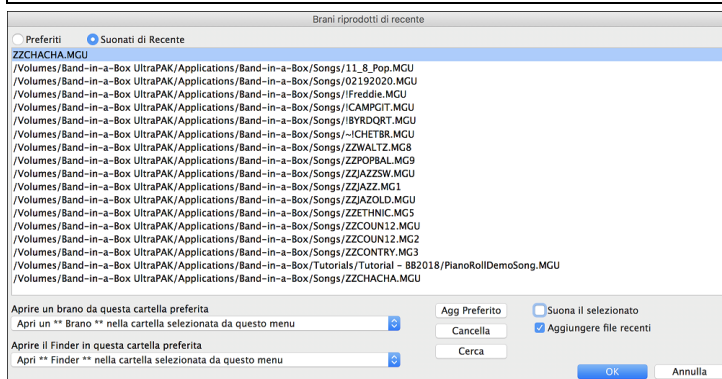 Brani riprodotti di recente
Preferiti Suonati di Recente
ZZCHACHA.MGU
/Volumes/Band-in-a-Box UltraPAK/Applications/Band-in-a-Box/Songs/11_8_Pop.MGU
/Volumes/Band-in-a-Box UltraPAK/Applications/Band-in-a-Box/Songs/02192020.MGU
/Volumes/Band-in-a-Box UltraPAK/Applications/Band-in-a-Box/Songs/!Freddie.MGU
/Volumes/Band-in-a-Box UltraPAK/Applications/Band-in-a-Box/Songs/!CAMPGIT.MGU
/Volumes/Band-in-a-Box UltraPAK/Applications/Band-in-a-Box/Songs/!BYRDQRT.MGU
/Volumes/Band-in-a-Box UltraPAK/Applications/Band-in-a-Box/Songs/~!CHETBR.MGU
/Volumes/Band-in-a-Box UltraPAK/Applications/Band-in-a-Box/Songs/ZZWALTZ.MG8
/Volumes/Band-in-a-Box UltraPAK/Applications/Band-in-a-Box/Songs/ZZPOPBAL.MG9
/Volumes/Band-in-a-Box UltraPAK/Applications/Band-in-a-Box/Songs/ZZJAZZSW.MGU
/Volumes/Band-in-a-Box UltraPAK/Applications/Band-in-a-Box/Songs/ZZJAZZ.MG1
/Volumes/Band-in-a-Box UltraPAK/Applications/Band-in-a-Box/Songs/ZZJAZOLD.MGU
/Volumes/Band-in-a-Box UltraPAK/Applications/Band-in-a-Box/Songs/ZZETHNIC.MG5
/Volumes/Band-in-a-Box UltraPAK/Applications/Band-in-a-Box/Songs/ZZCOUN12.MGU
/Volumes/Band-in-a-Box UltraPAK/Applications/Band-in-a-Box/Songs/ZZCOUN12.MG2
/Volumes/Band-in-a-Box UltraPAK/Applications/Band-in-a-Box/Songs/ZZCONTRY.MG3
/Volumes/Band-in-a-Box UltraPAK/Applications/Band-in-a-Box/Tutorials/Tutorial - BB2018/PianoRollDemoSong.MGU
/Volumes/Band-in-a-Box UltraPAK/Applications/Band-in-a-Box/Songs/ZZCHACHA.MGU
Aprire un brano da questa cartella preferita
Apri un ** Brano ** nella cartella selezionata da questo menu
Aprire il Finder in questa cartella preferita
Apri ** Finder ** nella cartella selezionata da questo menu
Agg Preferito
Cancella
Cerca
Suona il selezionato
Aggiungere file recenti
OK Annulla